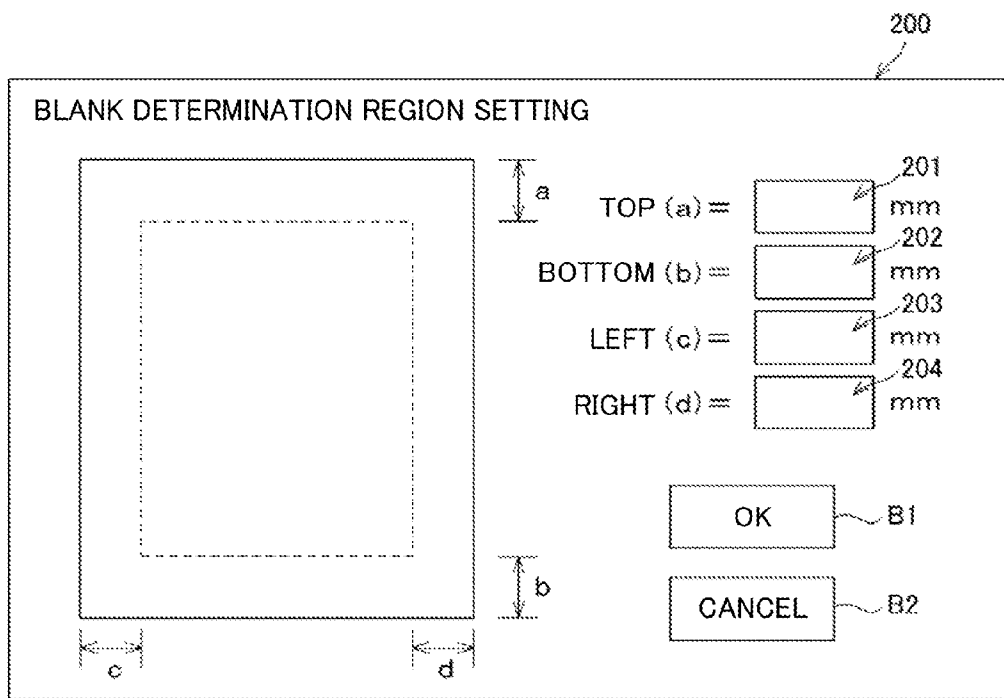 200
BLANK DETERMINATION REGION SETTING
a
b
c
d
201
TOP (a) = mm
202
BOTTOM (b) = mm
203
LEFT (c) = mm
204
RIGHT (d) = mm
OK B1
CANCEL B2